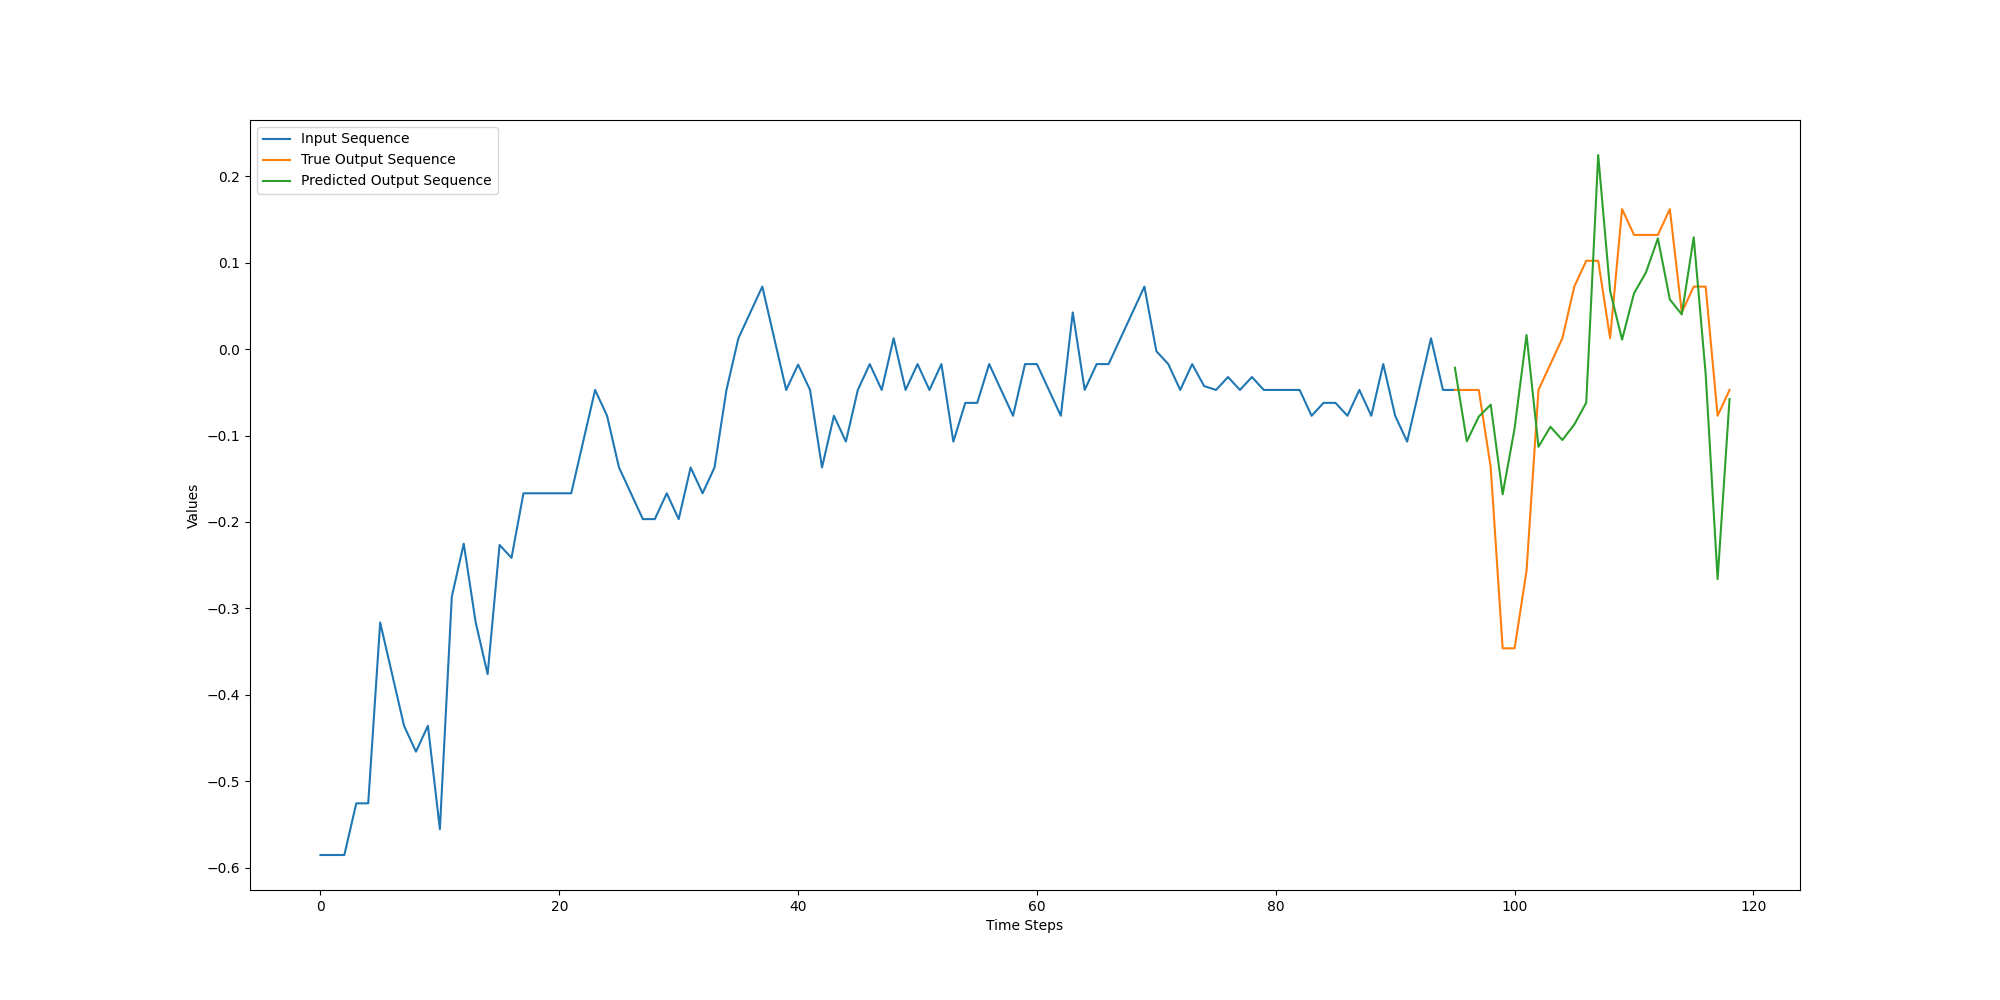 Input Sequence
True Output Sequence
Predicted Output Sequence
0.2
0.1
0.0
−0.1
−0.2
−0.3
−0.4
−0.5
−0.6
Values
0 20 40 60 80 100 120
Time Steps